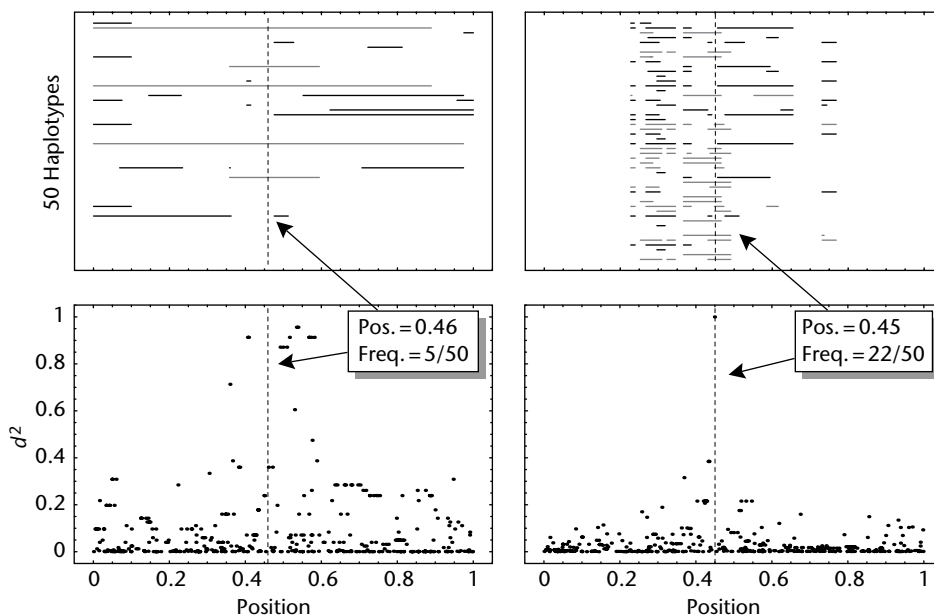 50 Haplotypes
Pos. = 0.46
Freq. = 5/50
Pos. = 0.45
Freq. = 22/50
d²
1
0.8
0.6
0.4
0.2
0
0 0.2 0.4 0.6 0.8 1
0 0.2 0.4 0.6 0.8 1
Position
Position